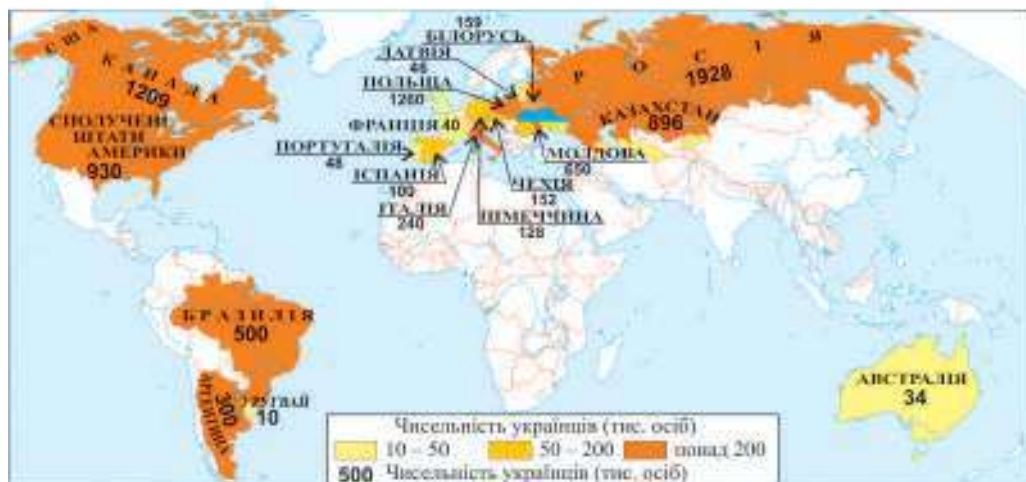 США
КАНАДА
1209
СПОЛУЧЕНІ
ШТАТИ
АМЕРИКИ
930
159
БІЛОРУСЬ
ЛАТВІЯ
46
ПОЛЬЩА
1260
ФРАНЦІЯ 40
ПОРТУГАЛІЯ
48
ІСПАНІЯ
100
ІТАЛІЯ
240
НІМЕЧЧИНА
128
ЧЕХІЯ
152
МОЛДОВА
650
РОСІЯ
1928
КАЗАХСТАН
896
БРАЗИЛІЯ
500
АРГЕНТИНА
300
УРУГВАЙ
10
АВСТРАЛІЯ
34
Чисельність українців (тис. осіб)
10 – 50
50 – 200
понад 200
500 Чисельність українців (тис. осіб)